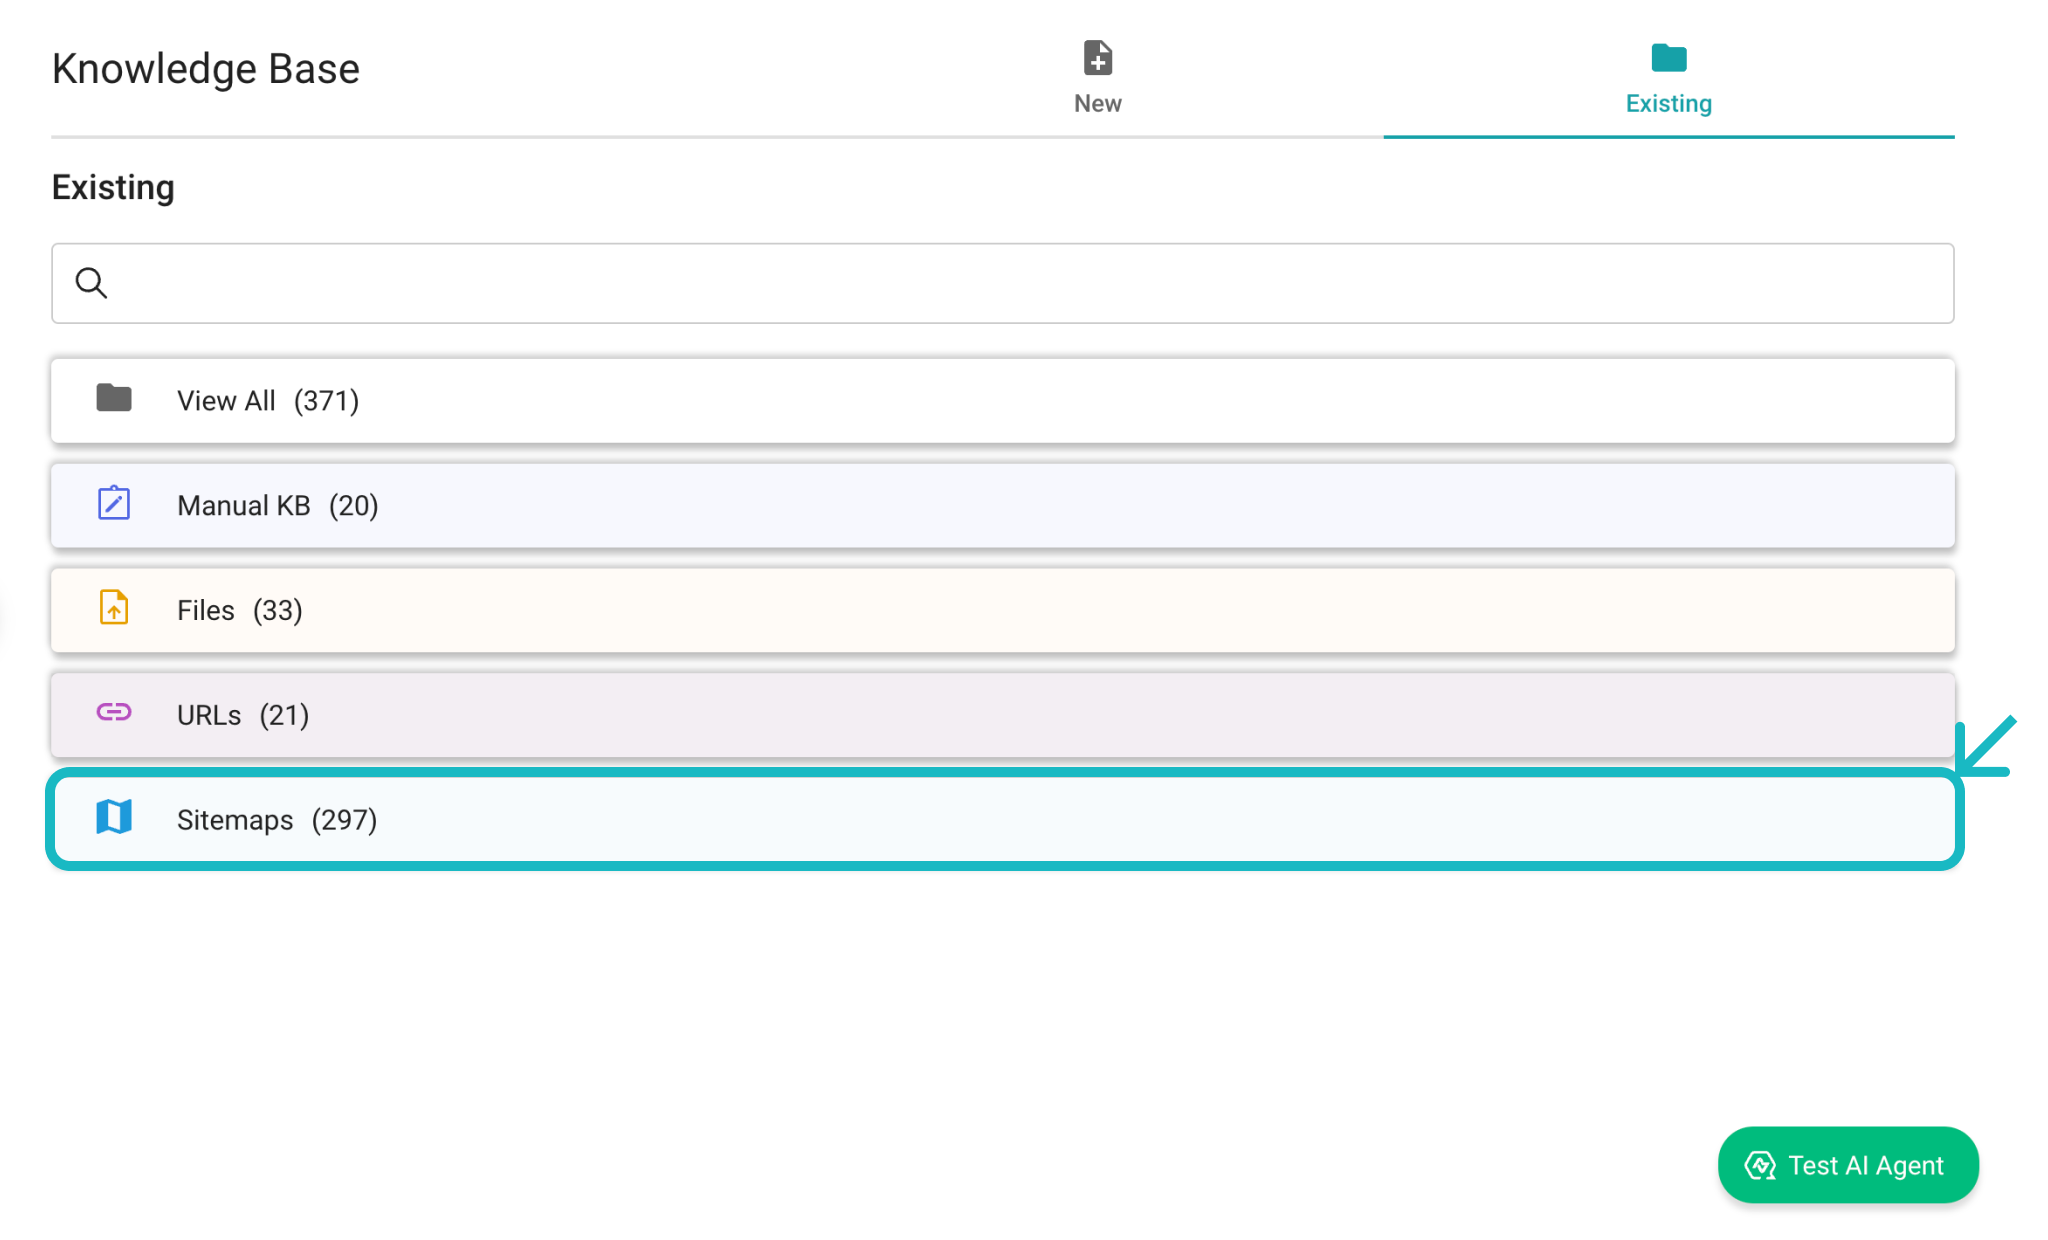 Knowledge Base
New
Existing
Existing
View All (371)
Manual KB (20)
Files (33)
URLs (21)
Sitemaps (297)
Test AI Agent